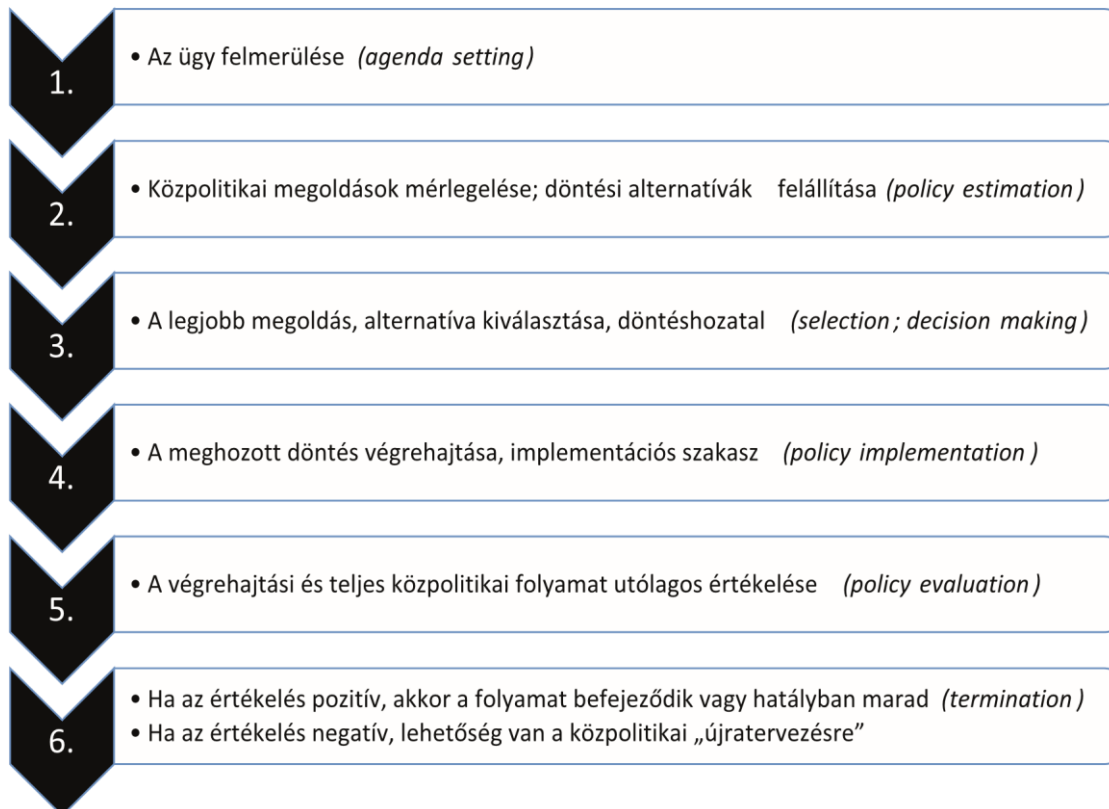 1.
• Az ügy felmerülése (agenda setting)
2.
• Közpolitikai megoldások mérlegelése; döntési alternatívák felállítása (policy estimation)
3.
• A legjobb megoldás, alternatíva kiválasztása, döntéshozatal (selection; decision making)
4.
• A meghozott döntés végrehajtása, implementációs szakasz (policy implementation)
5.
• A végrehajtási és teljes közpolitikai folyamat utólagos értékelése (policy evaluation)
6.
• Ha az értékelés pozitív, akkor a folyamat befejeződik vagy hatályban marad (termination)
• Ha az értékelés negatív, lehetőség van a közpolitikai „újratervezésre”